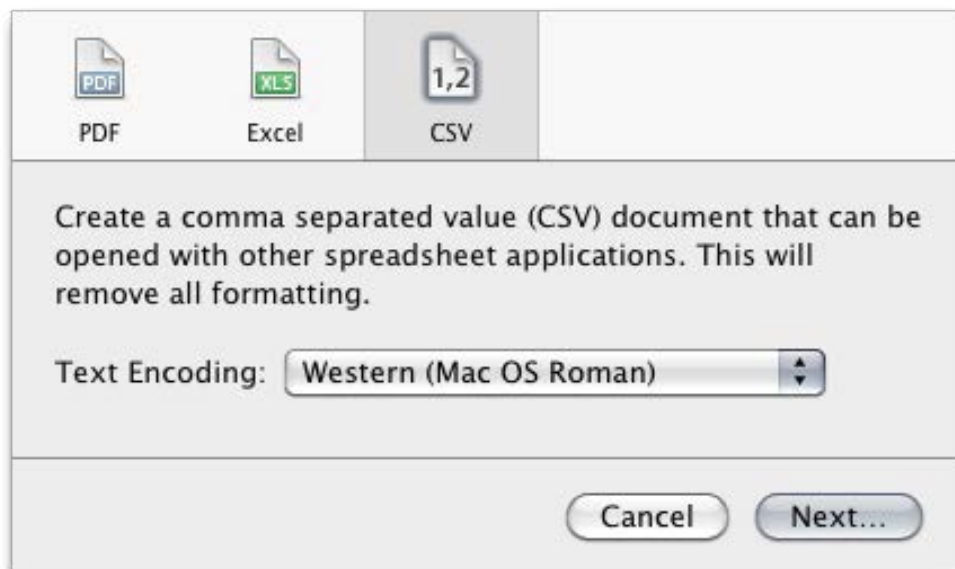 PDF XLS 1,2
PDF Excel CSV
Create a comma separated value (CSV) document that can be
opened with other spreadsheet applications. This will
remove all formatting.
Text Encoding: Western (Mac OS Roman)
Cancel Next...